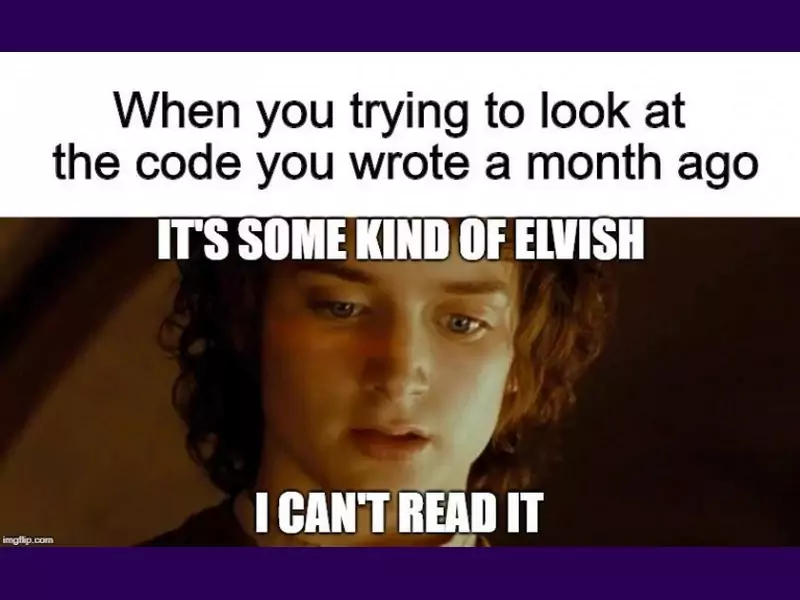 When you trying to look at
the code you wrote a month ago
IT'S SOME KIND OF ELVISH
I CAN'T READ IT
imgflip.com